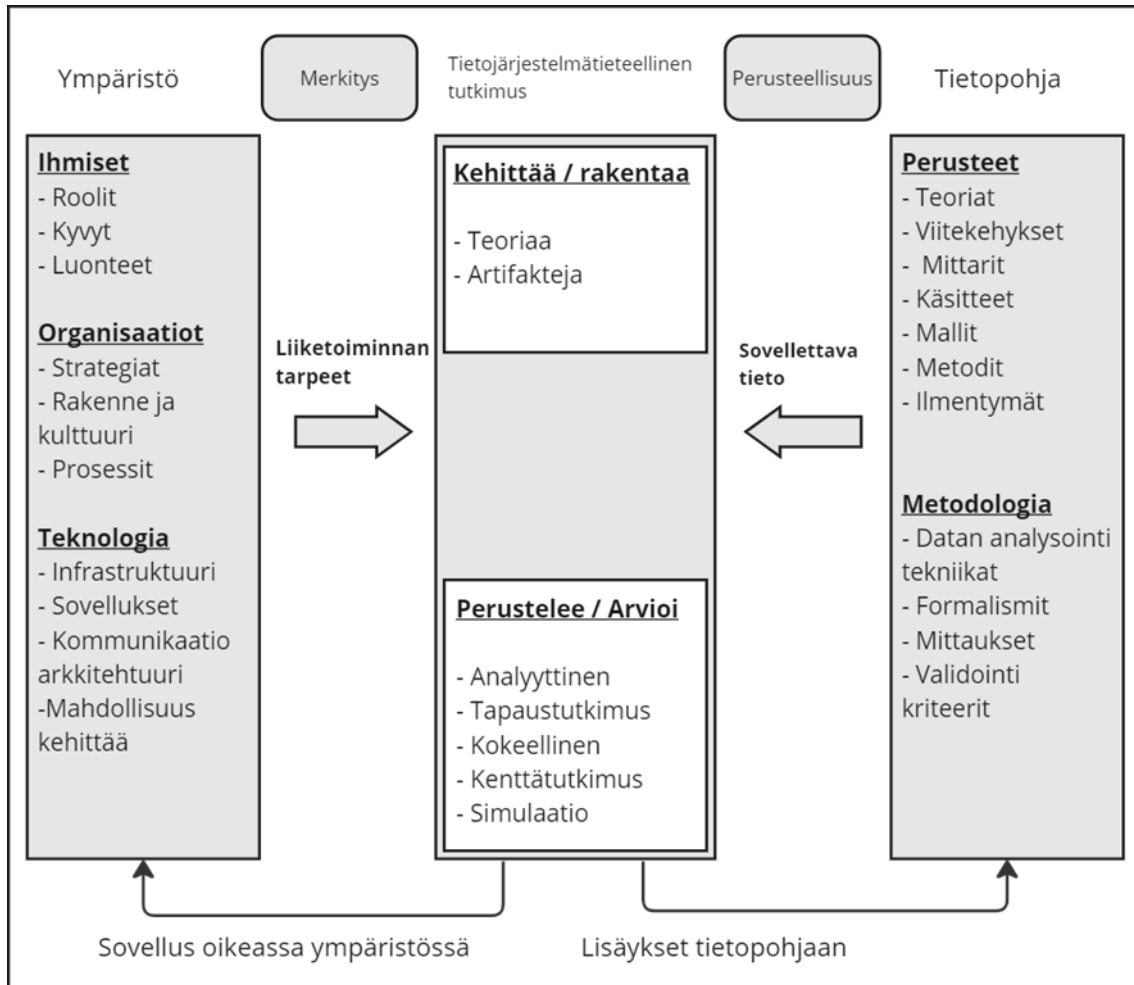 Ympäristö
Merkitys
Tietojärjestelmätieteellinen
tutkimus
Perusteellisuus
Tietopohja
Ihmiset
- Roolit
- Kyvyt
- Luonteet
Organisaatiot
- Strategiat
- Rakenne ja
kulttuuri
- Prosessit
Teknologia
- Infrastruktuuri
- Sovellukset
- Kommunikaatio
arkkitehtuuri
-Mahdollisuus
kehittää
Liiketoiminnan
tarpeet
Kehittää / rakentaa
- Teoriaa
- Artifakteja
Perustelee / Arvioi
- Analyyttinen
- Tapaustutkimus
- Kokeellinen
- Kenttätutkimus
- Simulaatio
Sovellettava
tieto
Perusteet
- Teoriat
- Viitekehykset
- Mittarit
- Käsitteet
- Mallit
- Metodit
- Ilmentymät
Metodologia
- Datan analysointi
tekniikat
- Formalismit
- Mittaukset
- Validointi
kriteerit
Sovellus oikeassa ympäristössä
Lisäykset tietopohjaan